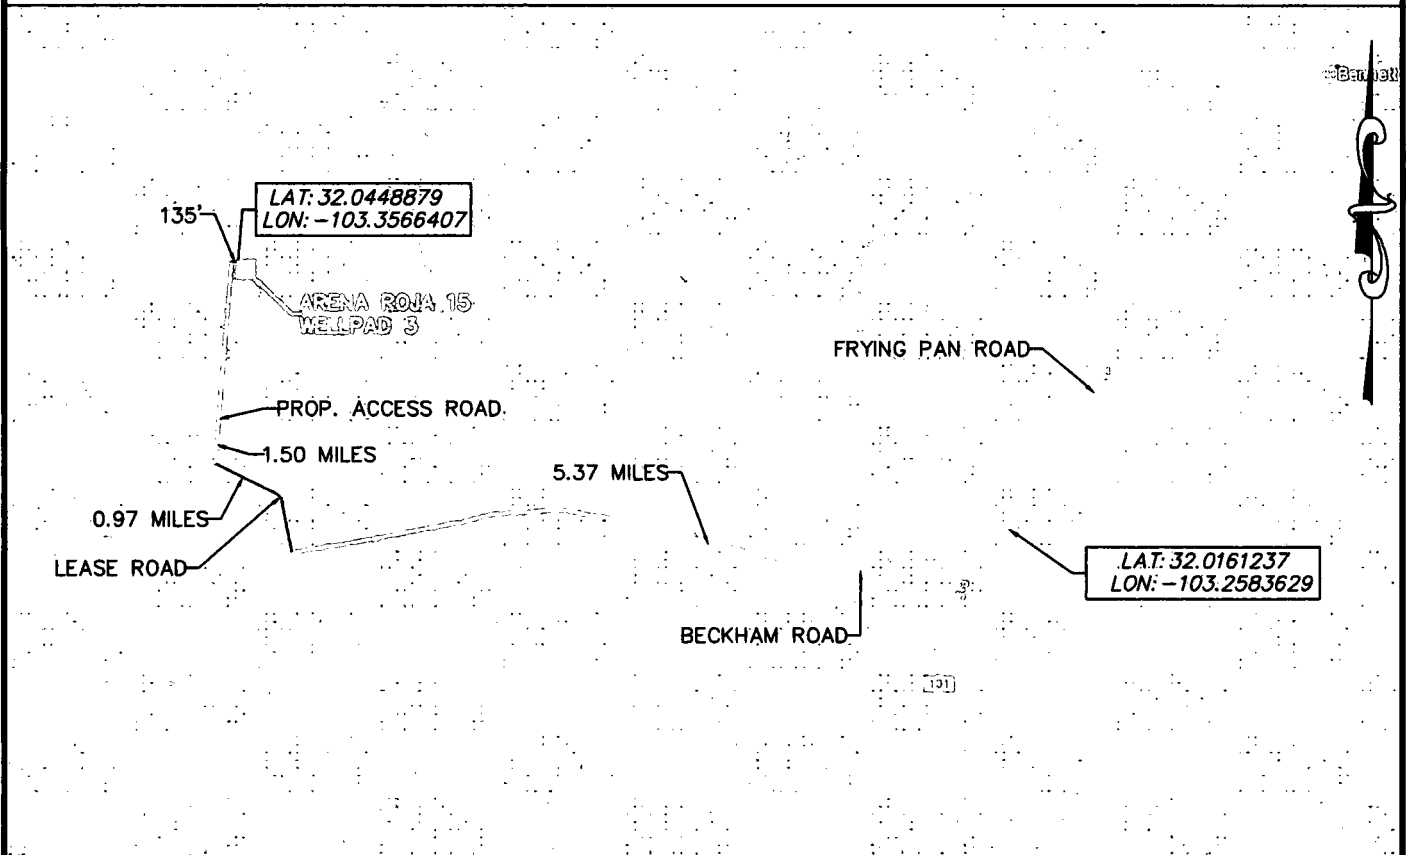 Bennett
LAT: 32.0448879
LON: -103.3566407
135'
ARENA ROJA 15
WELLPAD 3
FRYING PAN ROAD
PROP. ACCESS ROAD
1.50 MILES
5.37 MILES
0.97 MILES
LEASE ROAD
LAT: 32.0161237
LON: -103.2583629
BECKHAM ROAD